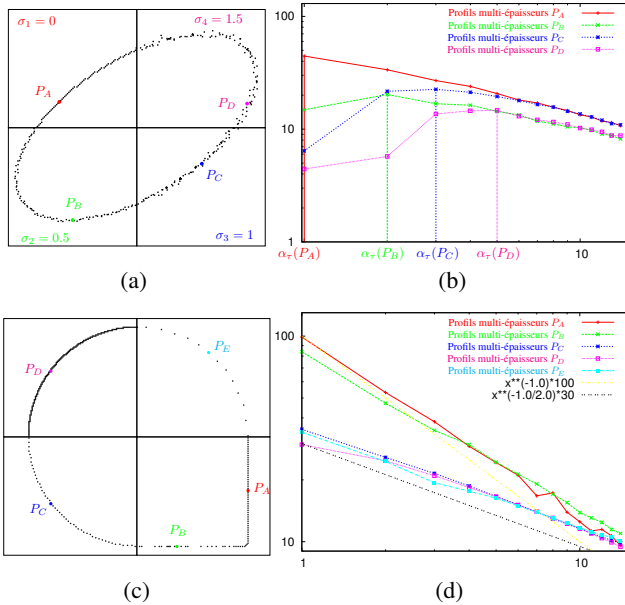 σ1 = 0
σ4 = 1.5
PA
PD
PC
PB
σ2 = 0.5
σ3 = 1
(a)
100
10
1
10
Profils multi-épaisseurs PA
Profils multi-épaisseurs PB
Profils multi-épaisseurs PC
Profils multi-épaisseurs PD
ατ(PA)
ατ(PB)
ατ(PC)
ατ(PD)
(b)
PE
PD
PA
PC
PB
(c)
100
10
1
10
Profils multi-épaisseurs PA
Profils multi-épaisseurs PB
Profils multi-épaisseurs PC
Profils multi-épaisseurs PD
Profils multi-épaisseurs PE
x**(-1.0)*100
x**(-1.0/2.0)*30
(d)